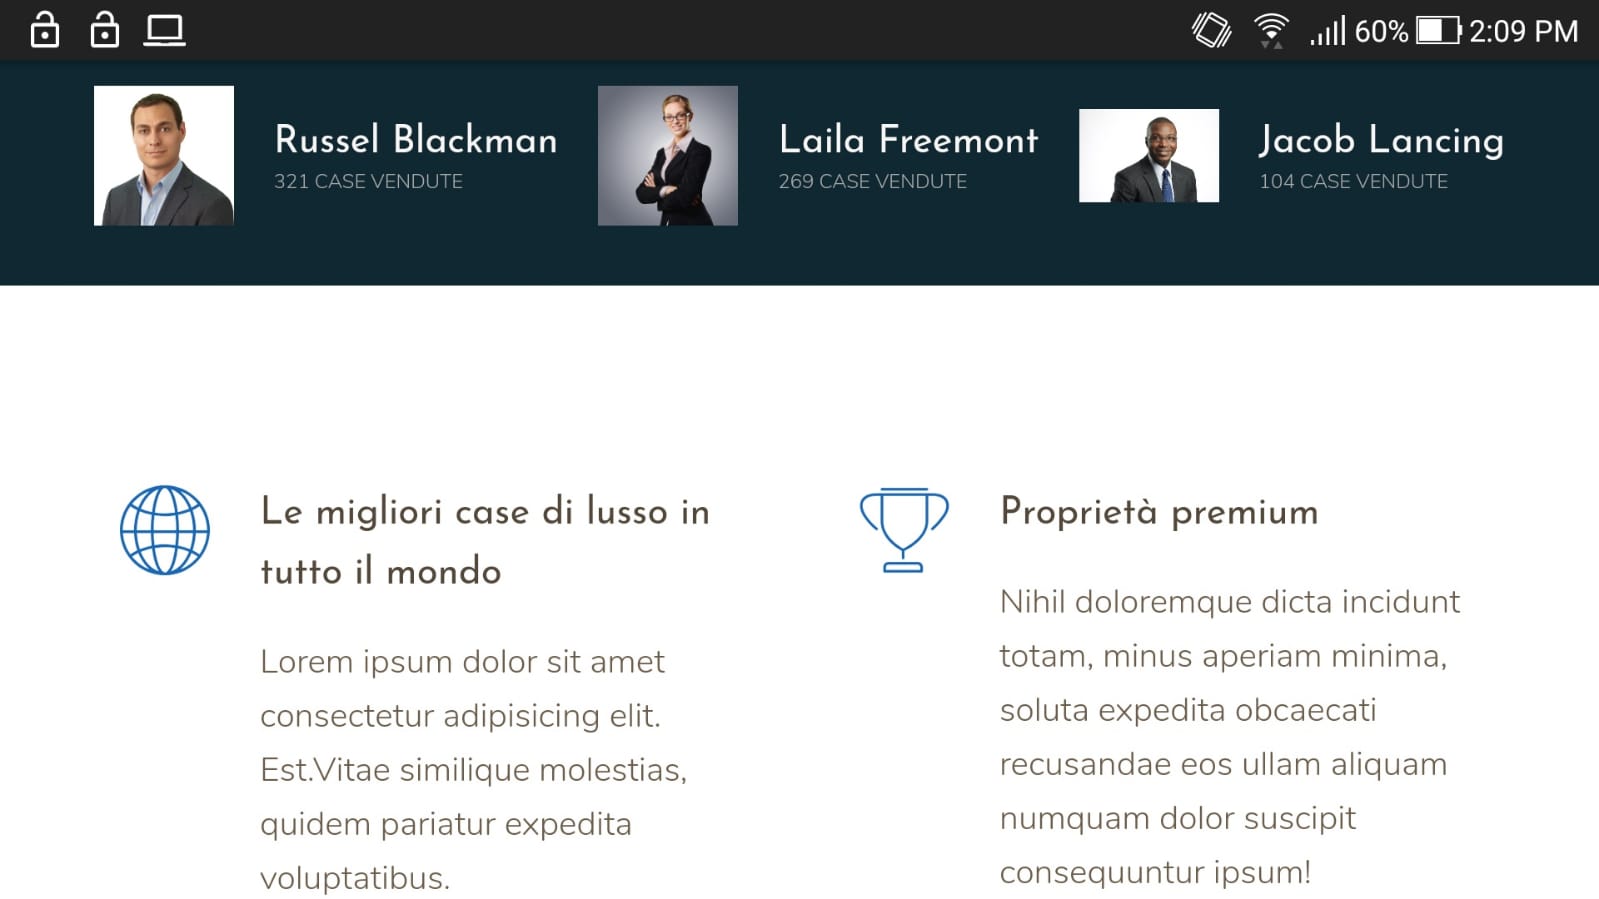 60% 2:09 PM
Russel Blackman
321 CASE VENDUTE
Laila Freemont
269 CASE VENDUTE
Jacob Lancing
104 CASE VENDUTE
Le migliori case di lusso in
tutto il mondo
Lorem ipsum dolor sit amet
consectetur adipisicing elit.
Est.Vitae similique molestias,
quidem pariatur expedita
voluptatibus.
Proprietà premium
Nihil doloremque dicta incidunt
totam, minus aperiam minima,
soluta expedita obcaecati
recusandae eos ullam aliquam
numquam dolor suscipit
consequuntur ipsum!